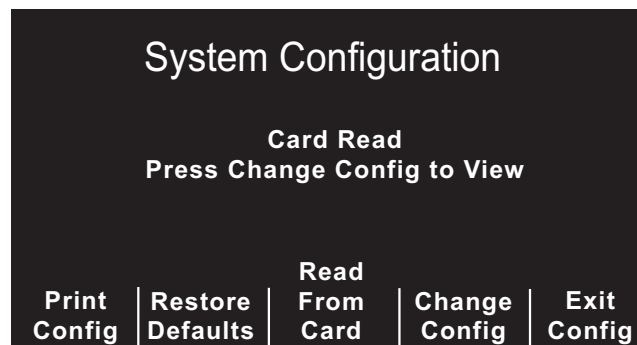 System Configuration
Card Read
Press Change Config to View
Print
Config
Restore
Defaults
Read
From
Card
Change
Config
Exit
Config